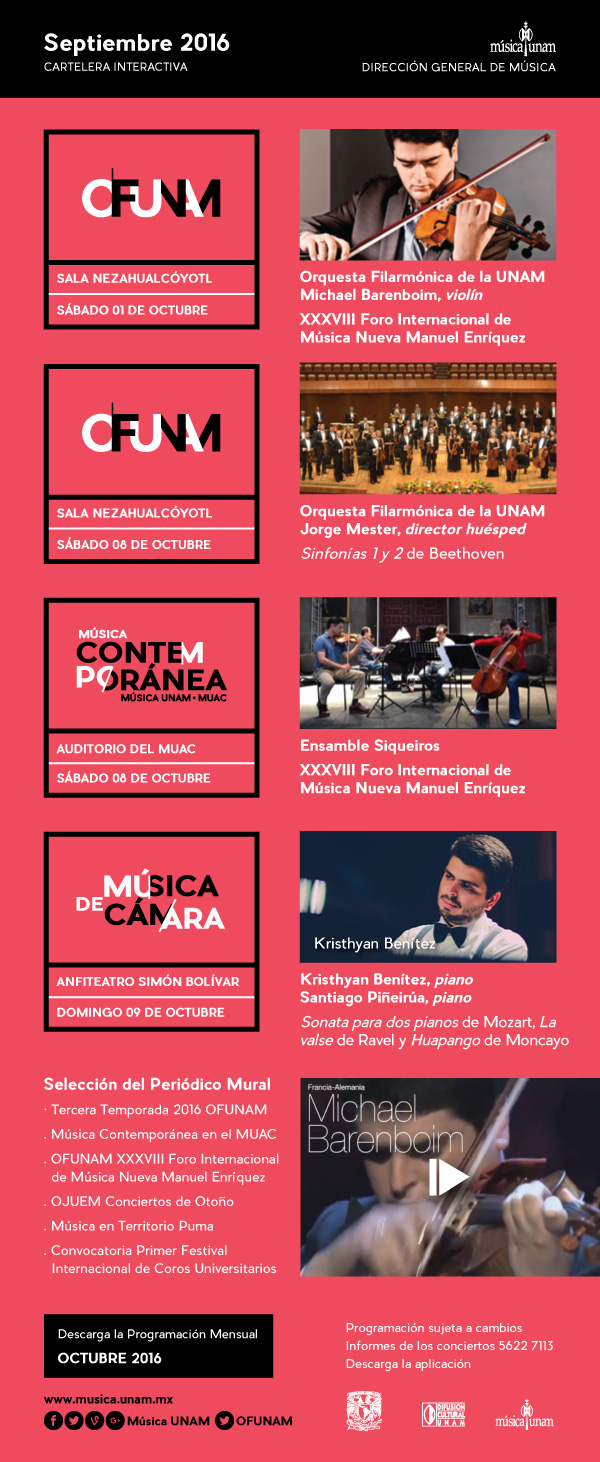 Septiembre 2016
CARTELERA INTERACTIVA
música unam
DIRECCIÓN GENERAL DE MÚSICA
OFUNAM
SALA NEZAHUALCÓYOTL
SÁBADO 01 DE OCTUBRE
Orquesta Filarmónica de la UNAM
Michael Barenboim, violín
XXXVIII Foro Internacional de
Música Nueva Manuel Enríquez
OFUNAM
SALA NEZAHUALCÓYOTL
SÁBADO 08 DE OCTUBRE
Orquesta Filarmónica de la UNAM
Jorge Mester, director huésped
Sinfonías 1 y 2 de Beethoven
MÚSICA
CONTEM
PORÁNEA
MÚSICA UNAM • MUAC
AUDITORIO DEL MUAC
SÁBADO 08 DE OCTUBRE
Ensamble Siqueiros
XXXVIII Foro Internacional de
Música Nueva Manuel Enríquez
MÚSICA
DE CÁMARA
ANFITEATRO SIMÓN BOLÍVAR
DOMINGO 09 DE OCTUBRE
Kristhyan Benítez
Kristhyan Benítez, piano
Santiago Piñeirúa, piano
Sonata para dos pianos de Mozart, La
valse de Ravel y Huapango de Moncayo
Selección del Periódico Mural
· Tercera Temporada 2016 OFUNAM
. Música Contemporánea en el MUAC
. OFUNAM XXXVIII Foro Internacional
de Música Nueva Manuel Enríquez
. OJUEM Conciertos de Otoño
. Música en Territorio Puma
. Convocatoria Primer Festival
Internacional de Coros Universitarios
Francia-Alemania
Michael
Barenboim
Descarga la Programación Mensual
OCTUBRE 2016
Programación sujeta a cambios
Informes de los conciertos 5622 7113
Descarga la aplicación
www.musica.unam.mx
Música UNAM
OFUNAM
DIFUSIÓN
CULTURAL
UNAM
música unam